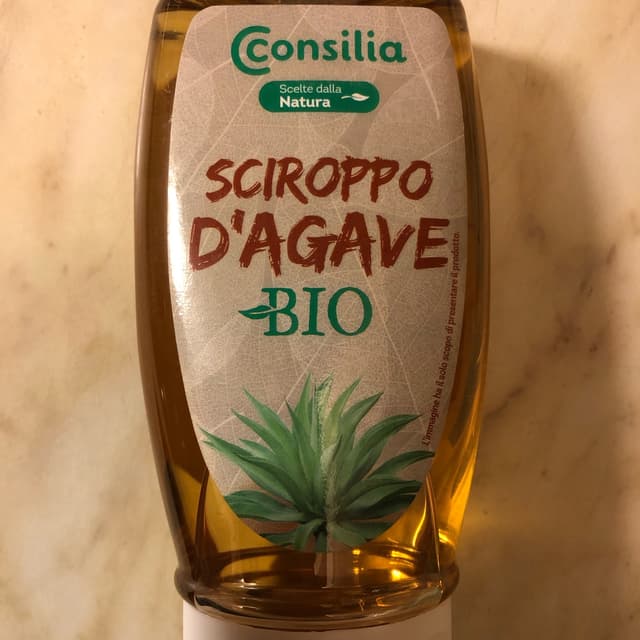 Consilia
Scelte dalla
Natura
SCIROPPO
D'AGAVE
BIO
L'immagine ha il solo scopo di presentare il prodotto.